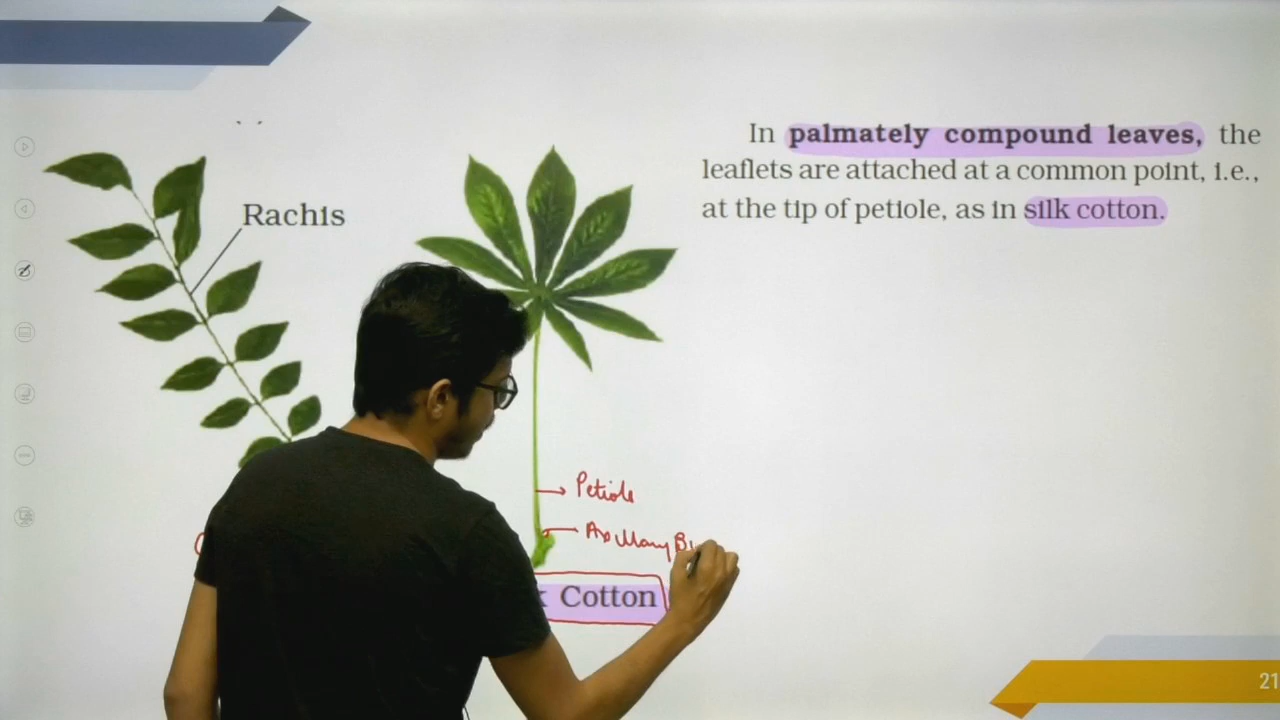 In palmately compound leaves, the
leaflets are attached at a common point, i.e.,
at the tip of petiole, as in silk cotton.
Rachis
Petiole
Axillary
Cotton
21